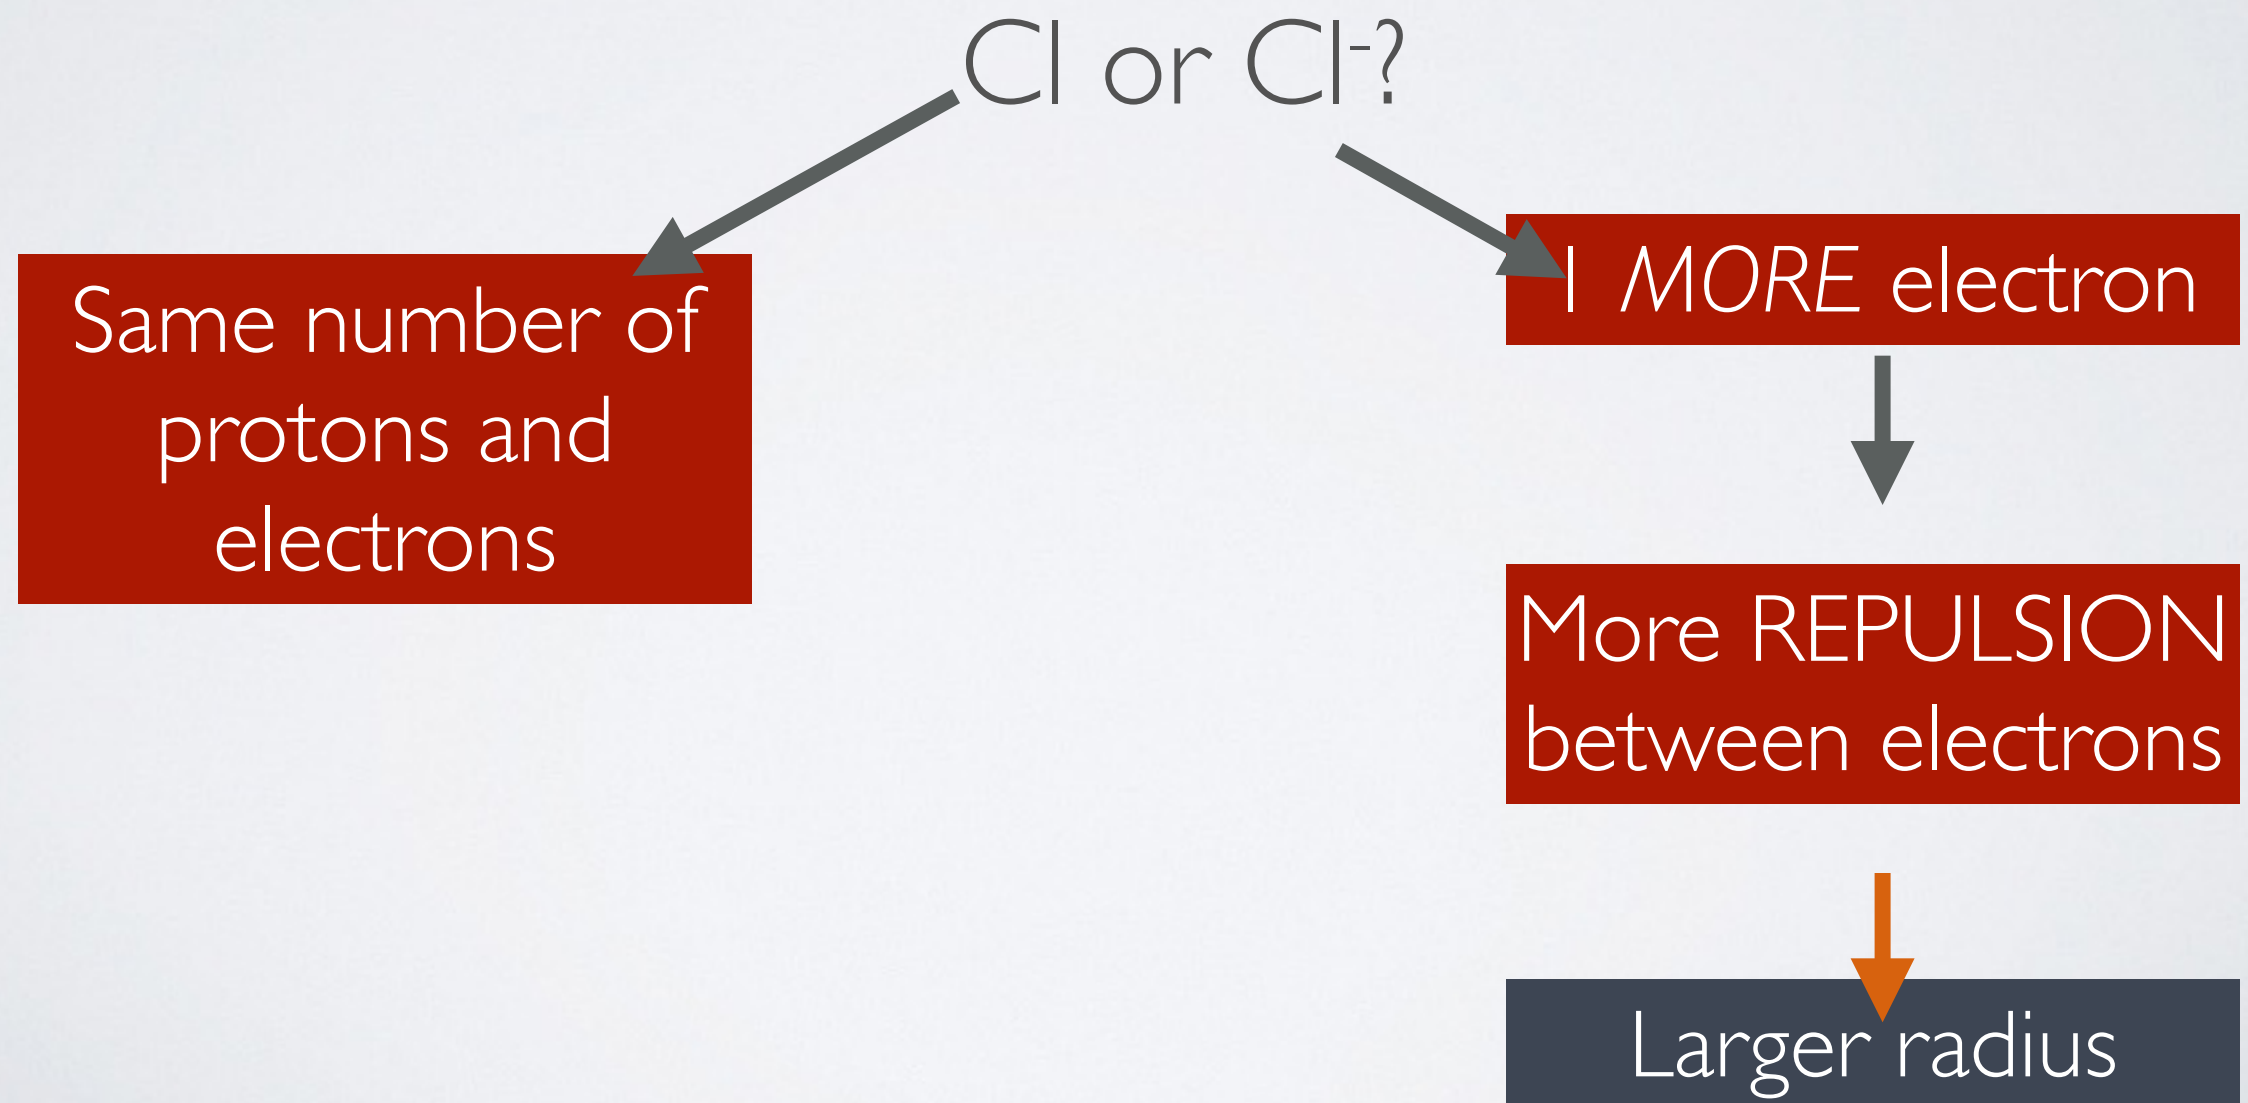 Cl or Cl⁻?
Same number of
protons and
electrons
1 MORE electron
More REPULSION
between electrons
Larger radius